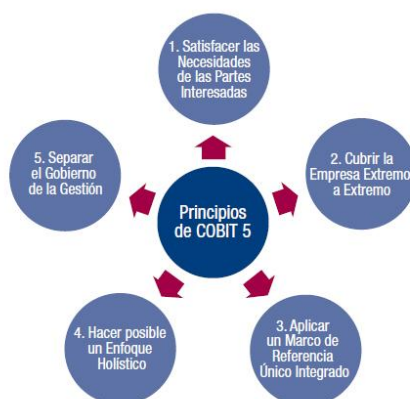 1. Satisfacer las
Necesidades
de las Partes
Interesadas
5. Separar
el Gobierno
de la Gestión
2. Cubrir la
Empresa Extremo
a Extremo
Principios
de COBIT 5
4. Hacer posible
un Enfoque
Holístico
3. Aplicar
un Marco de
Referencia
Único Integrado